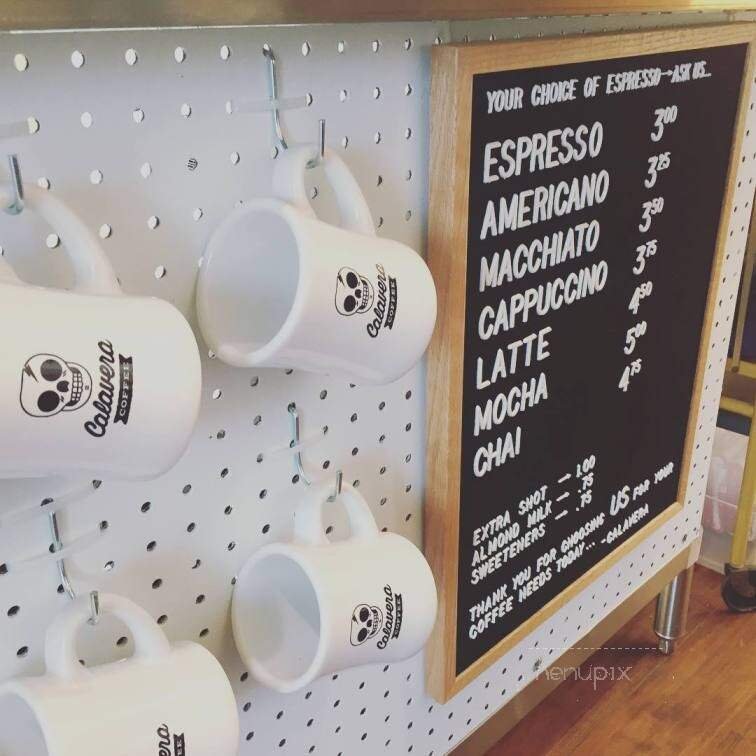 YOUR CHOICE OF ESPRESSO→ASK US...
ESPRESSO 3.00
AMERICANO 3.25
MACCHIATO 3.50
CAPPUCCINO 3.75
LATTE 4.50
MOCHA 5.00
CHAI 4.75
EXTRA SHOT → 1.00
ALMOND MILK → .75
SWEETENERS → .75
THANK YOU FOR CHOOSING US FOR YOUR
COFFEE NEEDS TODAY... -CALAVERA
Calavera
COFFEE
Calavera
COFFEE
Calavera
COFFEE
menupix